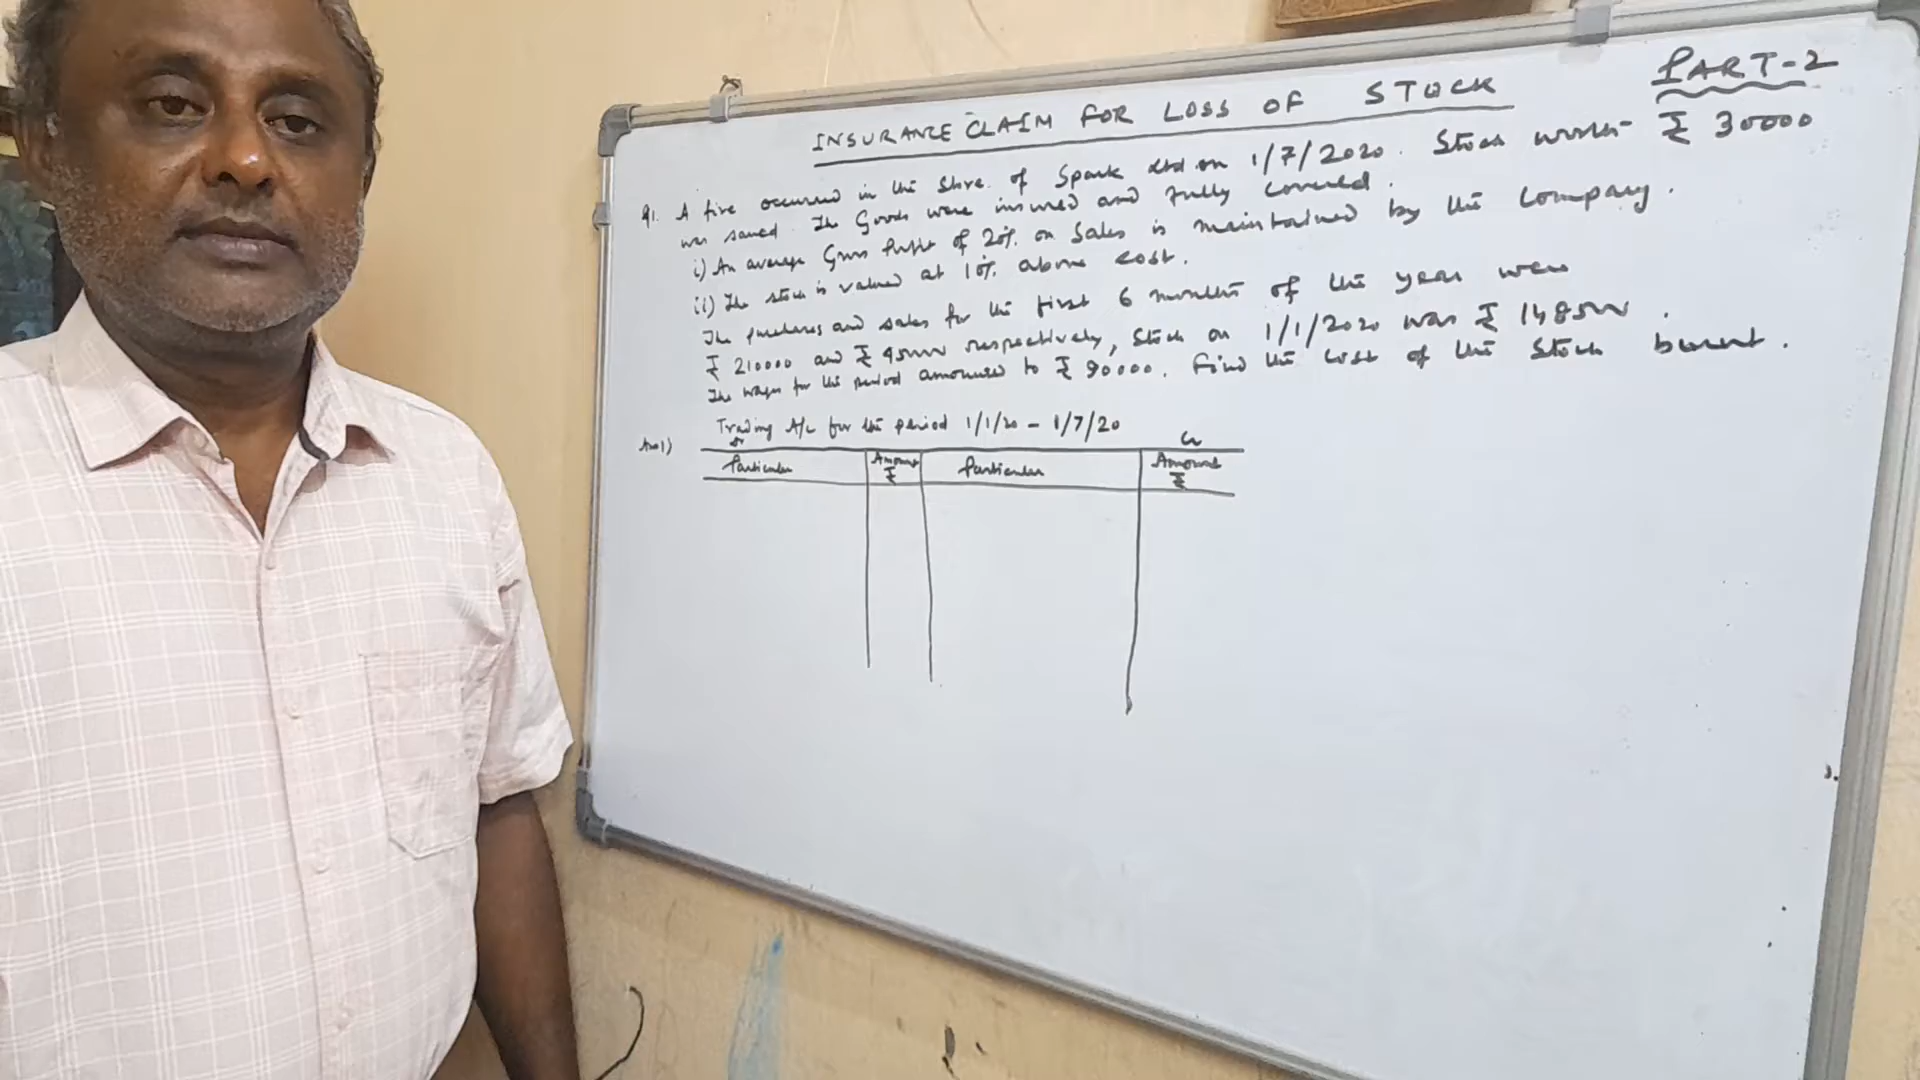 PART-2
INSURANCE CLAIM FOR LOSS OF STOCK
Q1. A fire occurred in the store of Spark Ltd on 1/7/2020. Stock worth ₹ 30000
was saved. The Goods were insured and fully covered.
i) An average Gross Profit of 20% on Sales is maintained by the Company.
ii) The stock is valued at 10% above cost.
The purchases and sales for the first 6 months of the year were
₹ 210000 and ₹ respectively, Stock on 1/1/2020 was ₹
The wages for the period amounted to ₹ 90000. Find the cost of the Stock burnt.
Ans1) Trading A/c for the period 1/1/20 - 1/7/20
Dr Cr
Particulars Amount ₹ Particulars Amount ₹